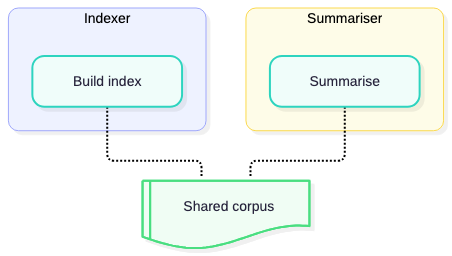 Indexer
Summariser
Build index
Summarise
Shared corpus